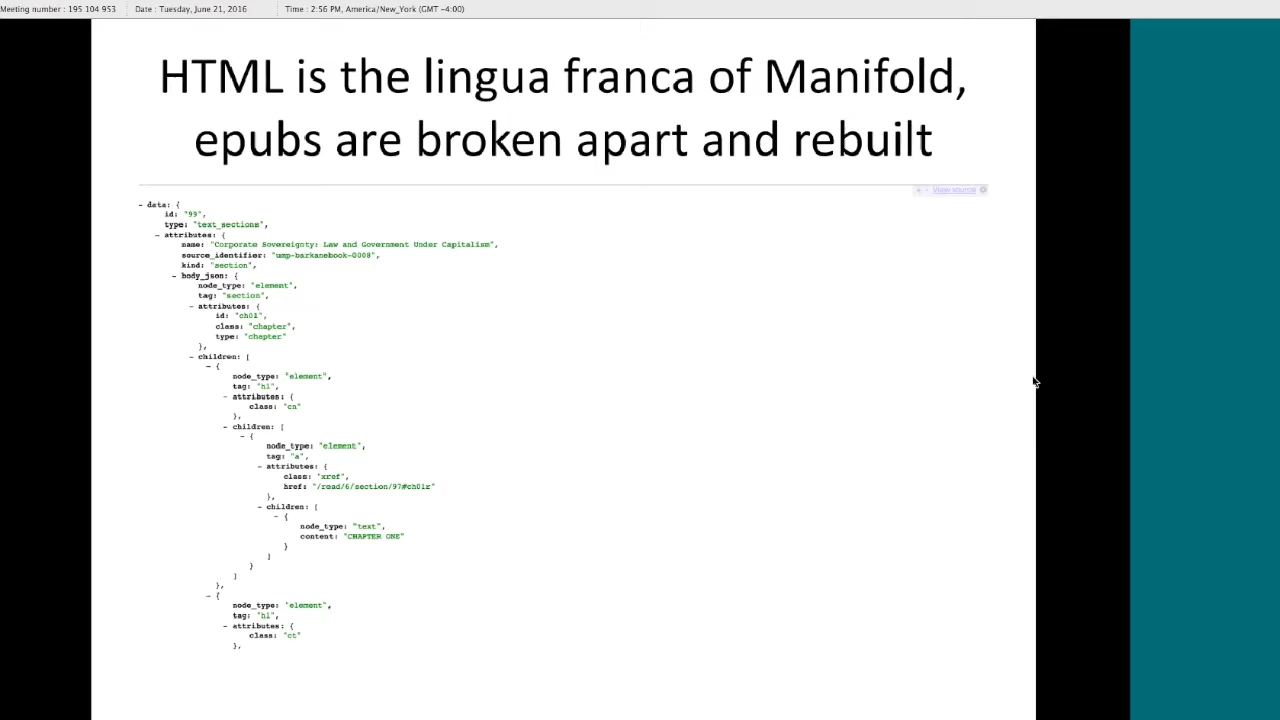 Meeting number : 195 104 953 Date : Tuesday, June 21, 2016 Time : 2:56 PM, America/New_York (GMT -4:00)
HTML is the lingua franca of Manifold,
epubs are broken apart and rebuilt
+ - View source
- data: {
id: "99",
type: "text_sections",
- attributes: {
name: "Corporate Sovereignty: Law and Government Under Capitalism",
source_identifier: "ump-barkanebook-0008",
kind: "section",
- body_json: {
node_type: "element",
tag: "section",
- attributes: {
id: "ch01",
class: "chapter",
type: "chapter"
},
- children: [
- {
node_type: "element",
tag: "h1",
- attributes: {
class: "cn"
},
- children: [
- {
node_type: "element",
tag: "a",
- attributes: {
class: "xref",
href: "/read/6/section/97#ch01r"
},
- children: [
- {
node_type: "text",
content: "CHAPTER ONE"
}
]
}
]
},
- {
node_type: "element",
tag: "h1",
- attributes: {
class: "ct"
},